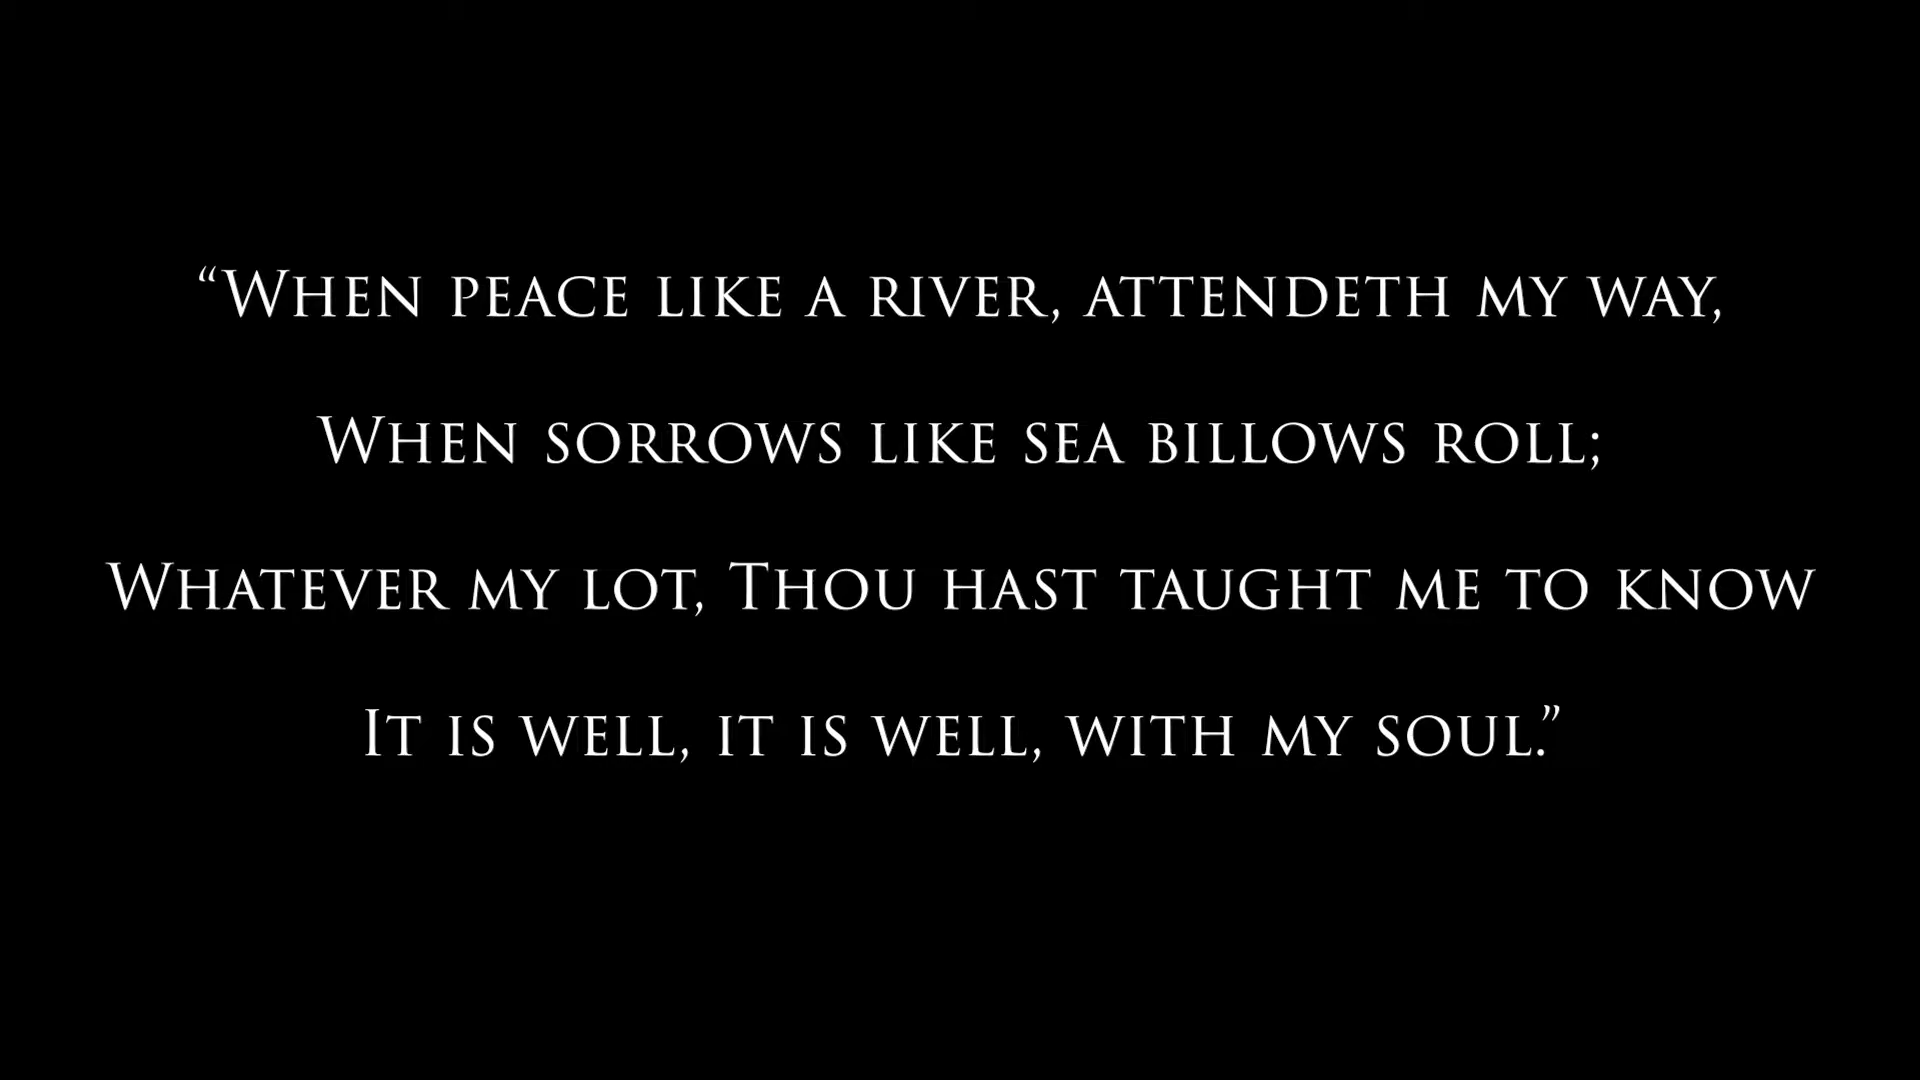 “When peace like a river, attendeth my way,
When sorrows like sea billows roll;
Whatever my lot, Thou hast taught me to know
It is well, it is well, with my soul.”